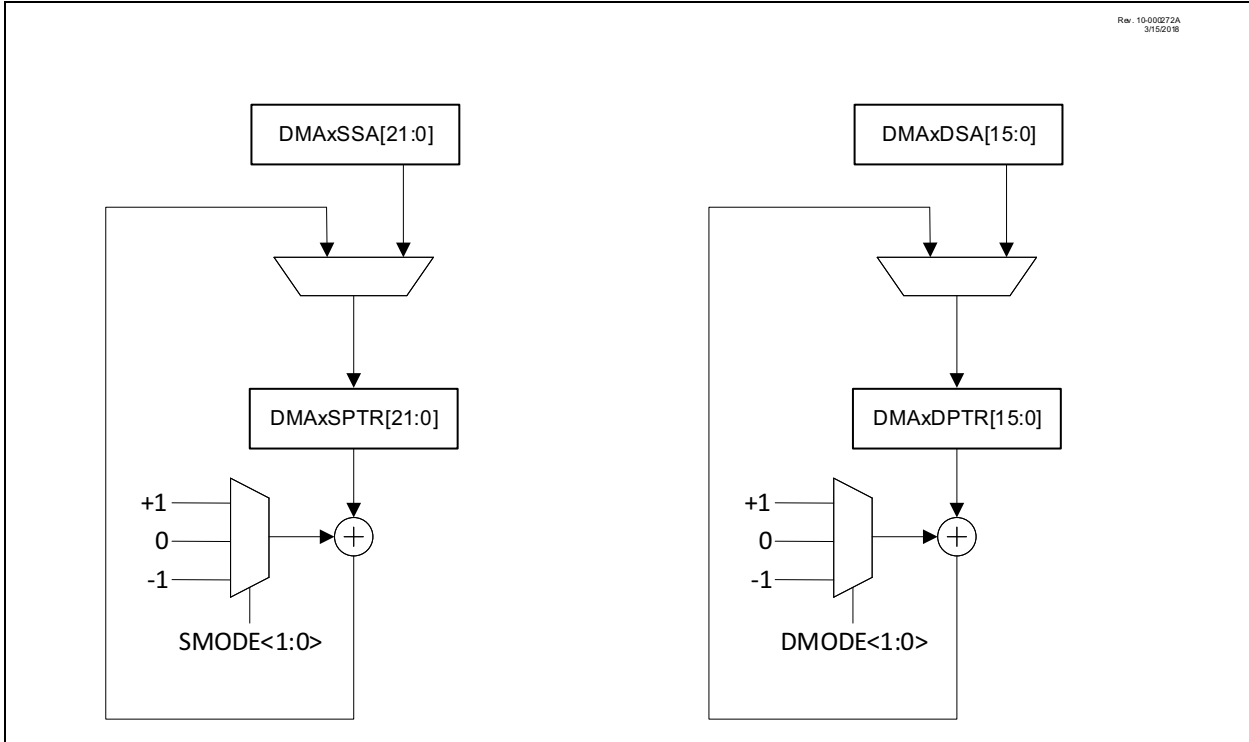 Rev. 10-000272A
3/15/2018
DMAxSSA[21:0]
DMAxSPTR[21:0]
+1
0
-1
SMODE<1:0>
DMAxDSA[15:0]
DMAxDPTR[15:0]
+1
0
-1
DMODE<1:0>